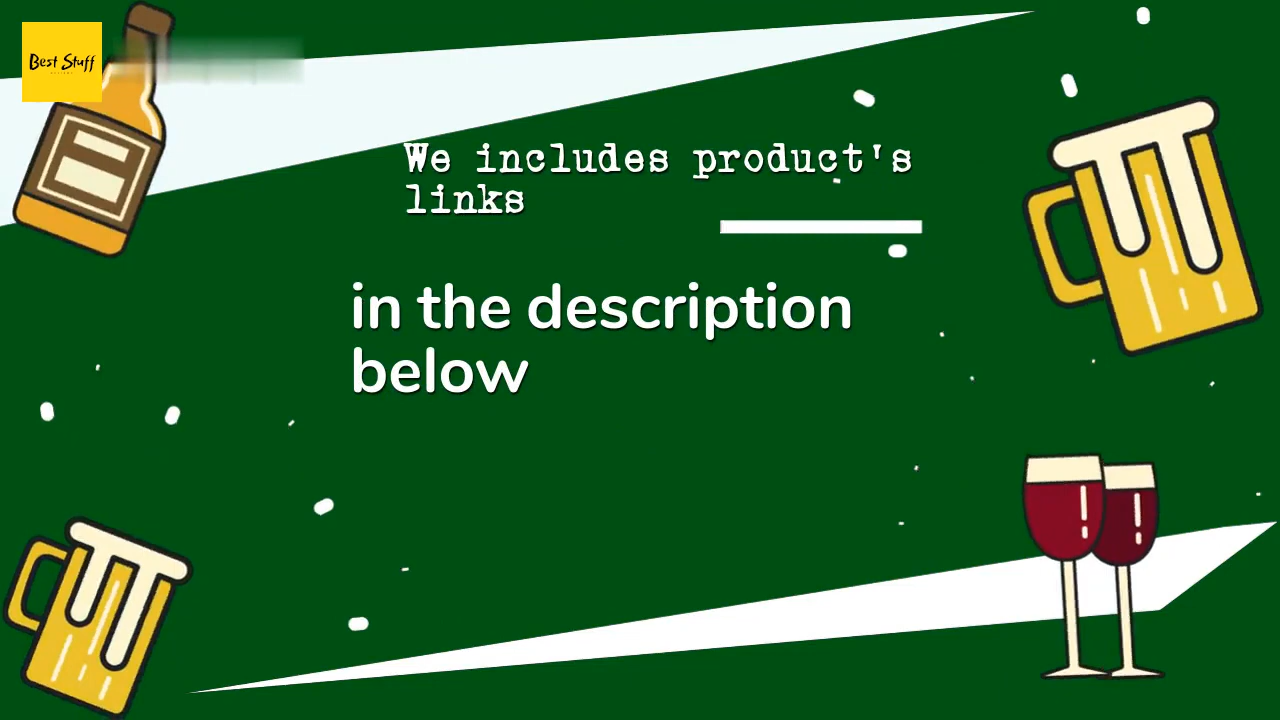 Best Stuff
We includes product's
links
in the description
below